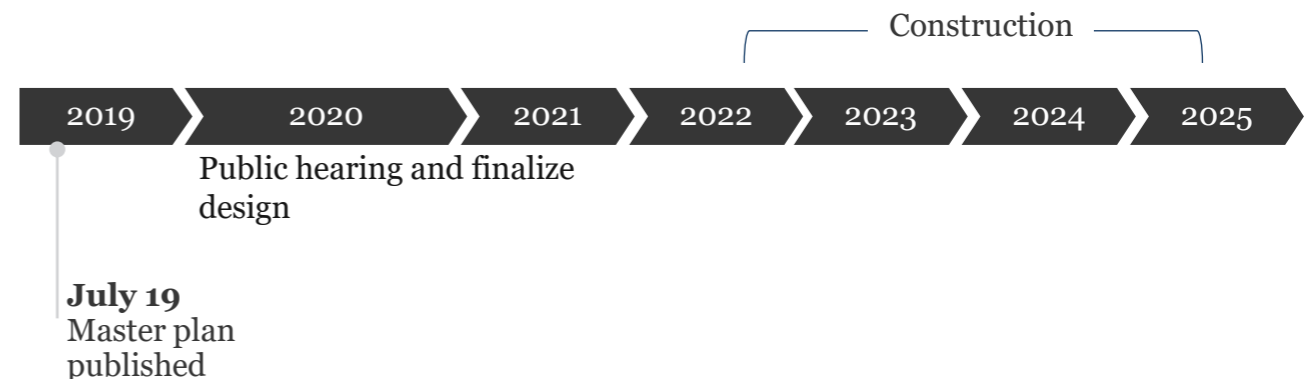 Construction
2019 2020 2021 2022 2023 2024 2025
Public hearing and finalize
design
July 19
Master plan
published